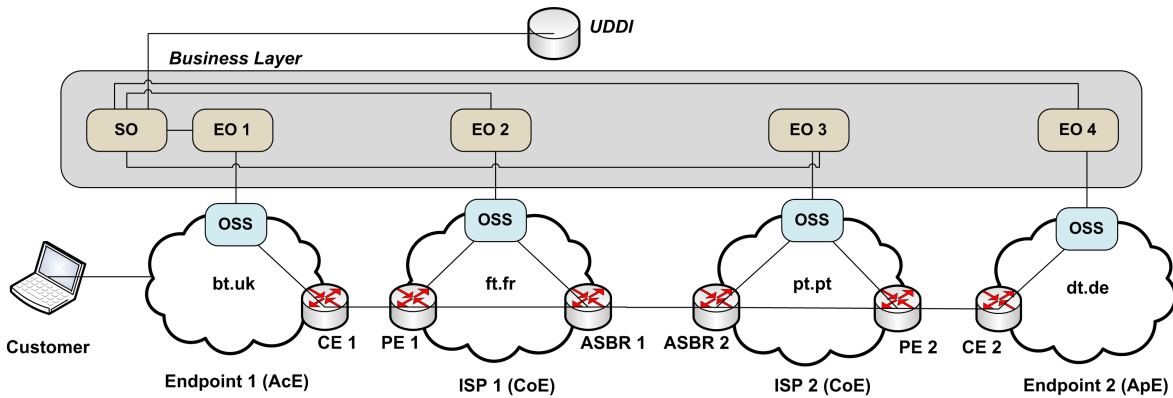 UDDI
Business Layer
SO
EO 1
EO 2
EO 3
EO 4
OSS
OSS
OSS
OSS
bt.uk
ft.fr
pt.pt
dt.de
Customer
CE 1
PE 1
ASBR 1
ASBR 2
PE 2
CE 2
Endpoint 1 (AcE)
ISP 1 (CoE)
ISP 2 (CoE)
Endpoint 2 (ApE)